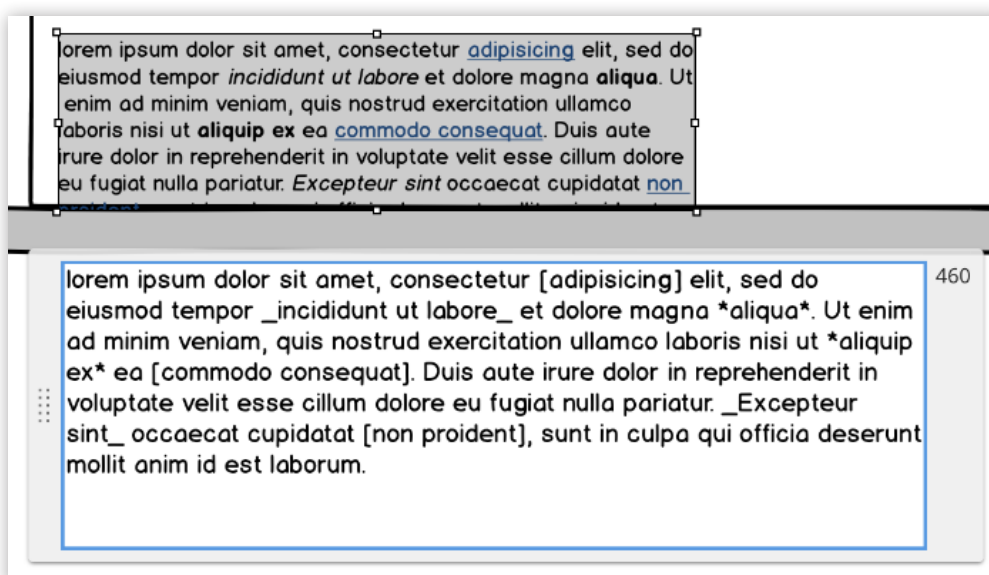 lorem ipsum dolor sit amet, consectetur adipisicing elit, sed do
eiusmod tempor incididunt ut labore et dolore magna aliqua. Ut
enim ad minim veniam, quis nostrud exercitation ullamco
laboris nisi ut aliquip ex ea commodo consequat. Duis aute
irure dolor in reprehenderit in voluptate velit esse cillum dolore
eu fugiat nulla pariatur. Excepteur sint occaecat cupidatat non
lorem ipsum dolor sit amet, consectetur [adipisicing] elit, sed do
eiusmod tempor _incididunt ut labore_ et dolore magna *aliqua*. Ut enim
ad minim veniam, quis nostrud exercitation ullamco laboris nisi ut *aliquip
ex* ea [commodo consequat]. Duis aute irure dolor in reprehenderit in
voluptate velit esse cillum dolore eu fugiat nulla pariatur. _Excepteur
sint_ occaecat cupidatat [non proident], sunt in culpa qui officia deserunt
mollit anim id est laborum.
460